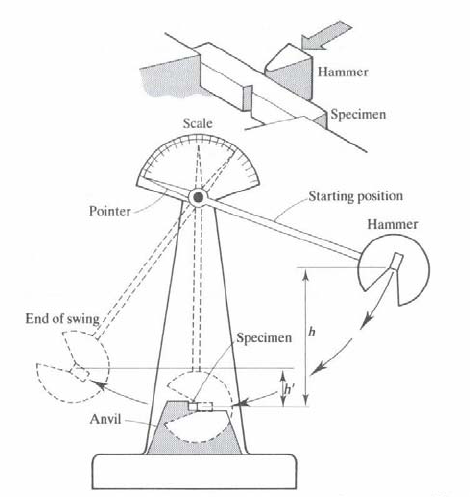 Hammer
Specimen
Scale
Starting position
Pointer
Hammer
End of swing
Specimen
h
h'
Anvil